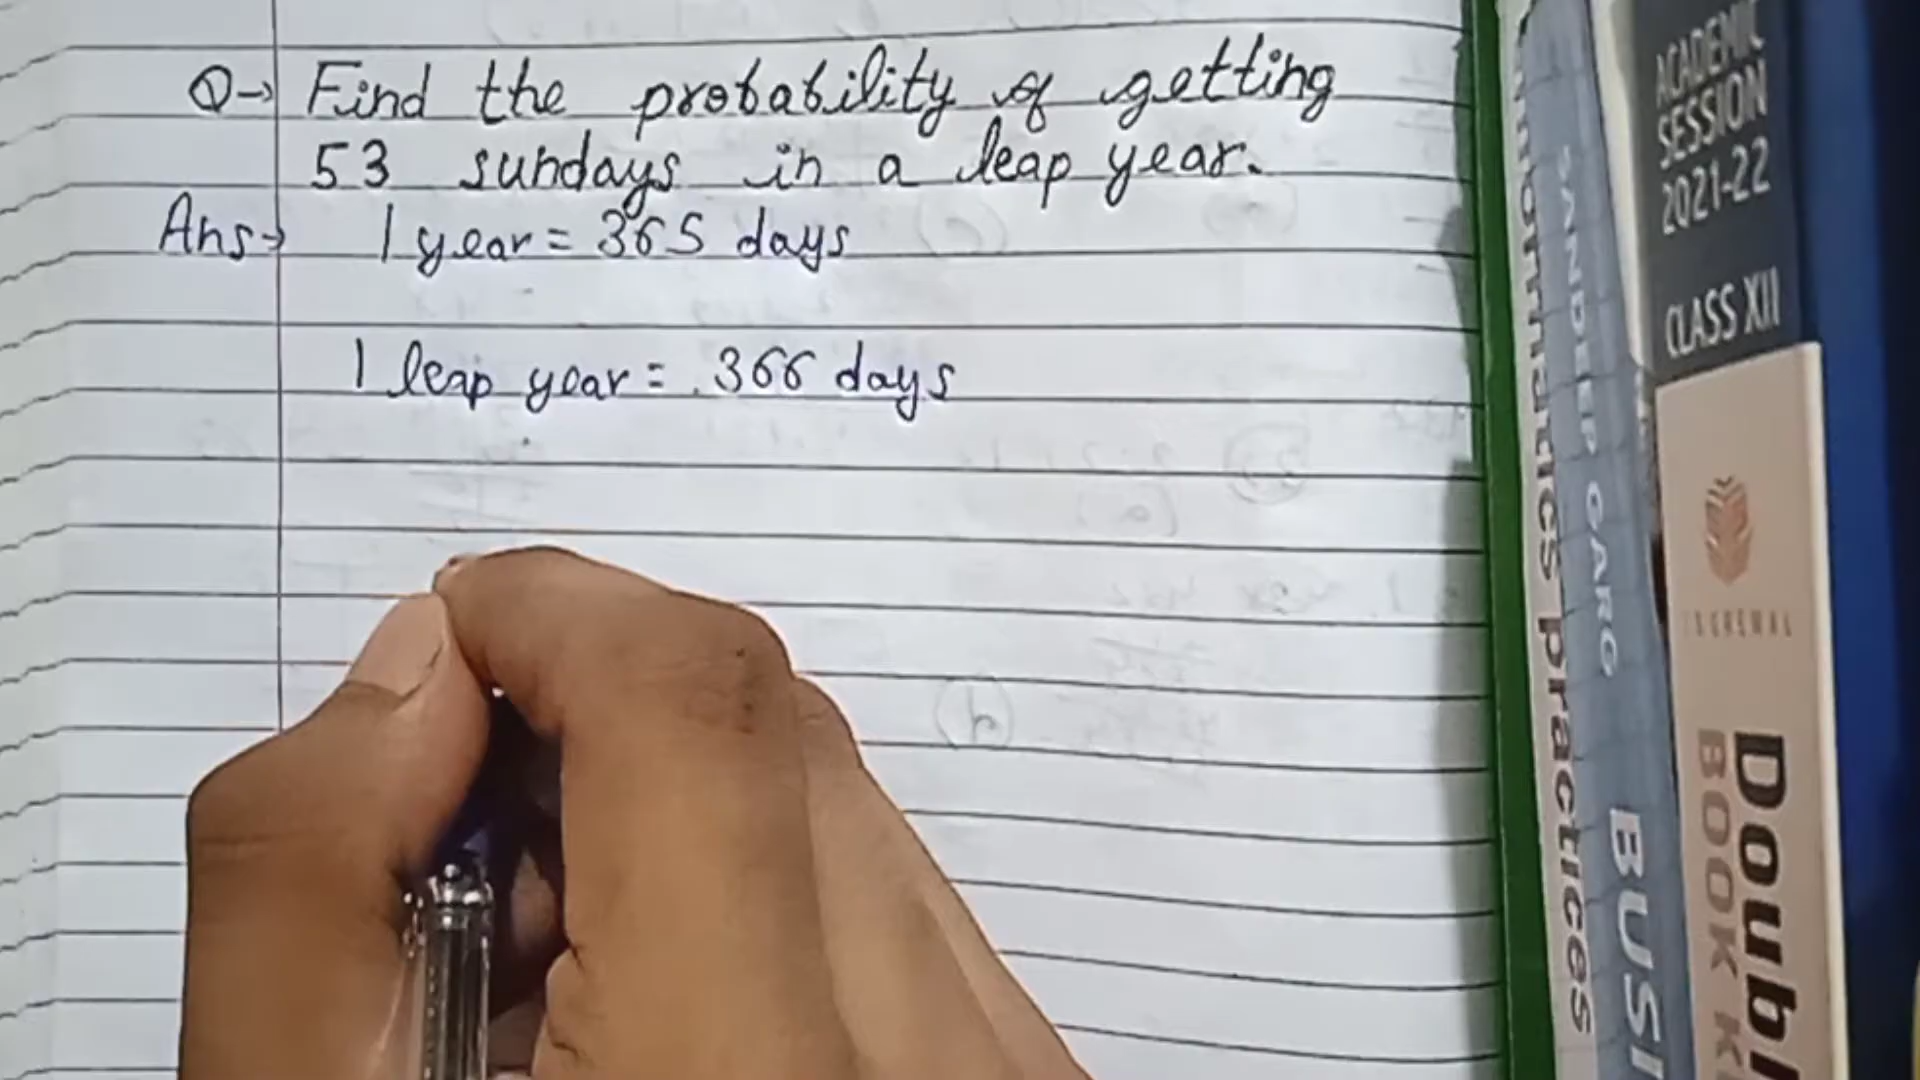 Q→ Find the probability of getting
53 sundays in a leap year.
Ans→ 1 year = 365 days
1 leap year = 366 days
ACADEMIC
SESSION
2021-22
CLASS XII
SANDEEP GARG
BUSI
practices
Doubl
BOOK K